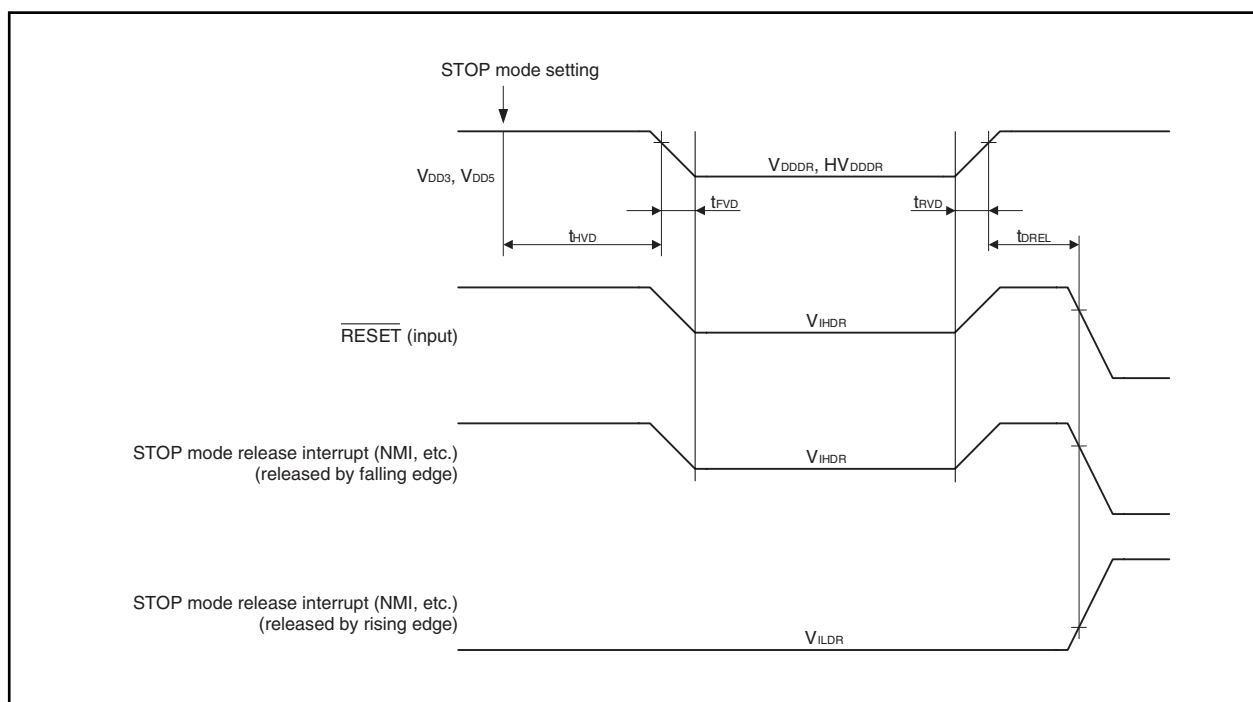 STOP mode setting
VDD3, VDD5
VDDDR, HVDDDR
tFVD
tRVD
tHVD
tDREL
RESET (input)
VIHDR
STOP mode release interrupt (NMI, etc.)
(released by falling edge)
VIHDR
STOP mode release interrupt (NMI, etc.)
(released by rising edge)
VILDR